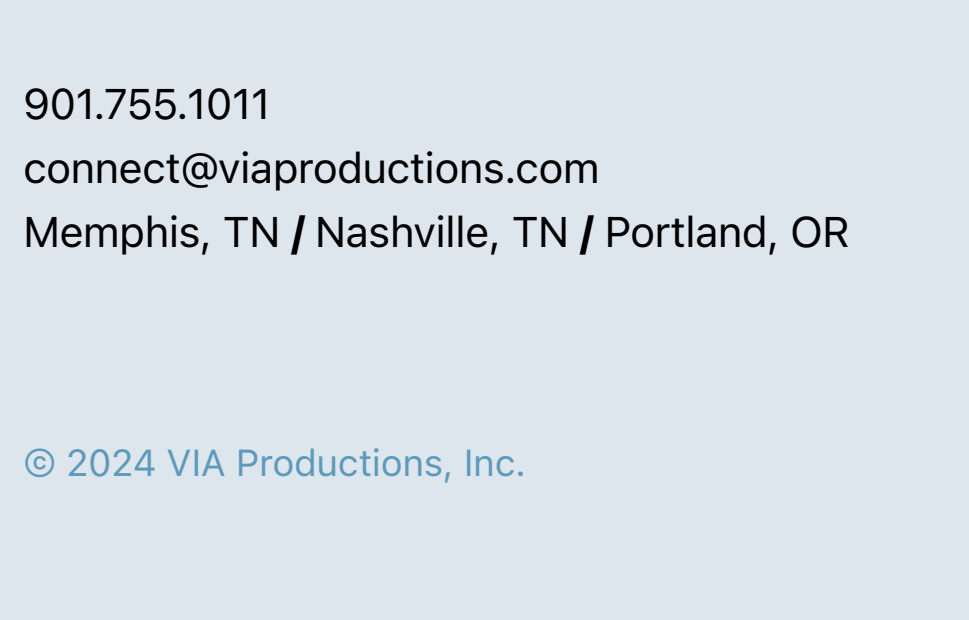 901.755.1011
connect@viaproductions.com
Memphis, TN / Nashville, TN / Portland, OR
© 2024 VIA Productions, Inc.